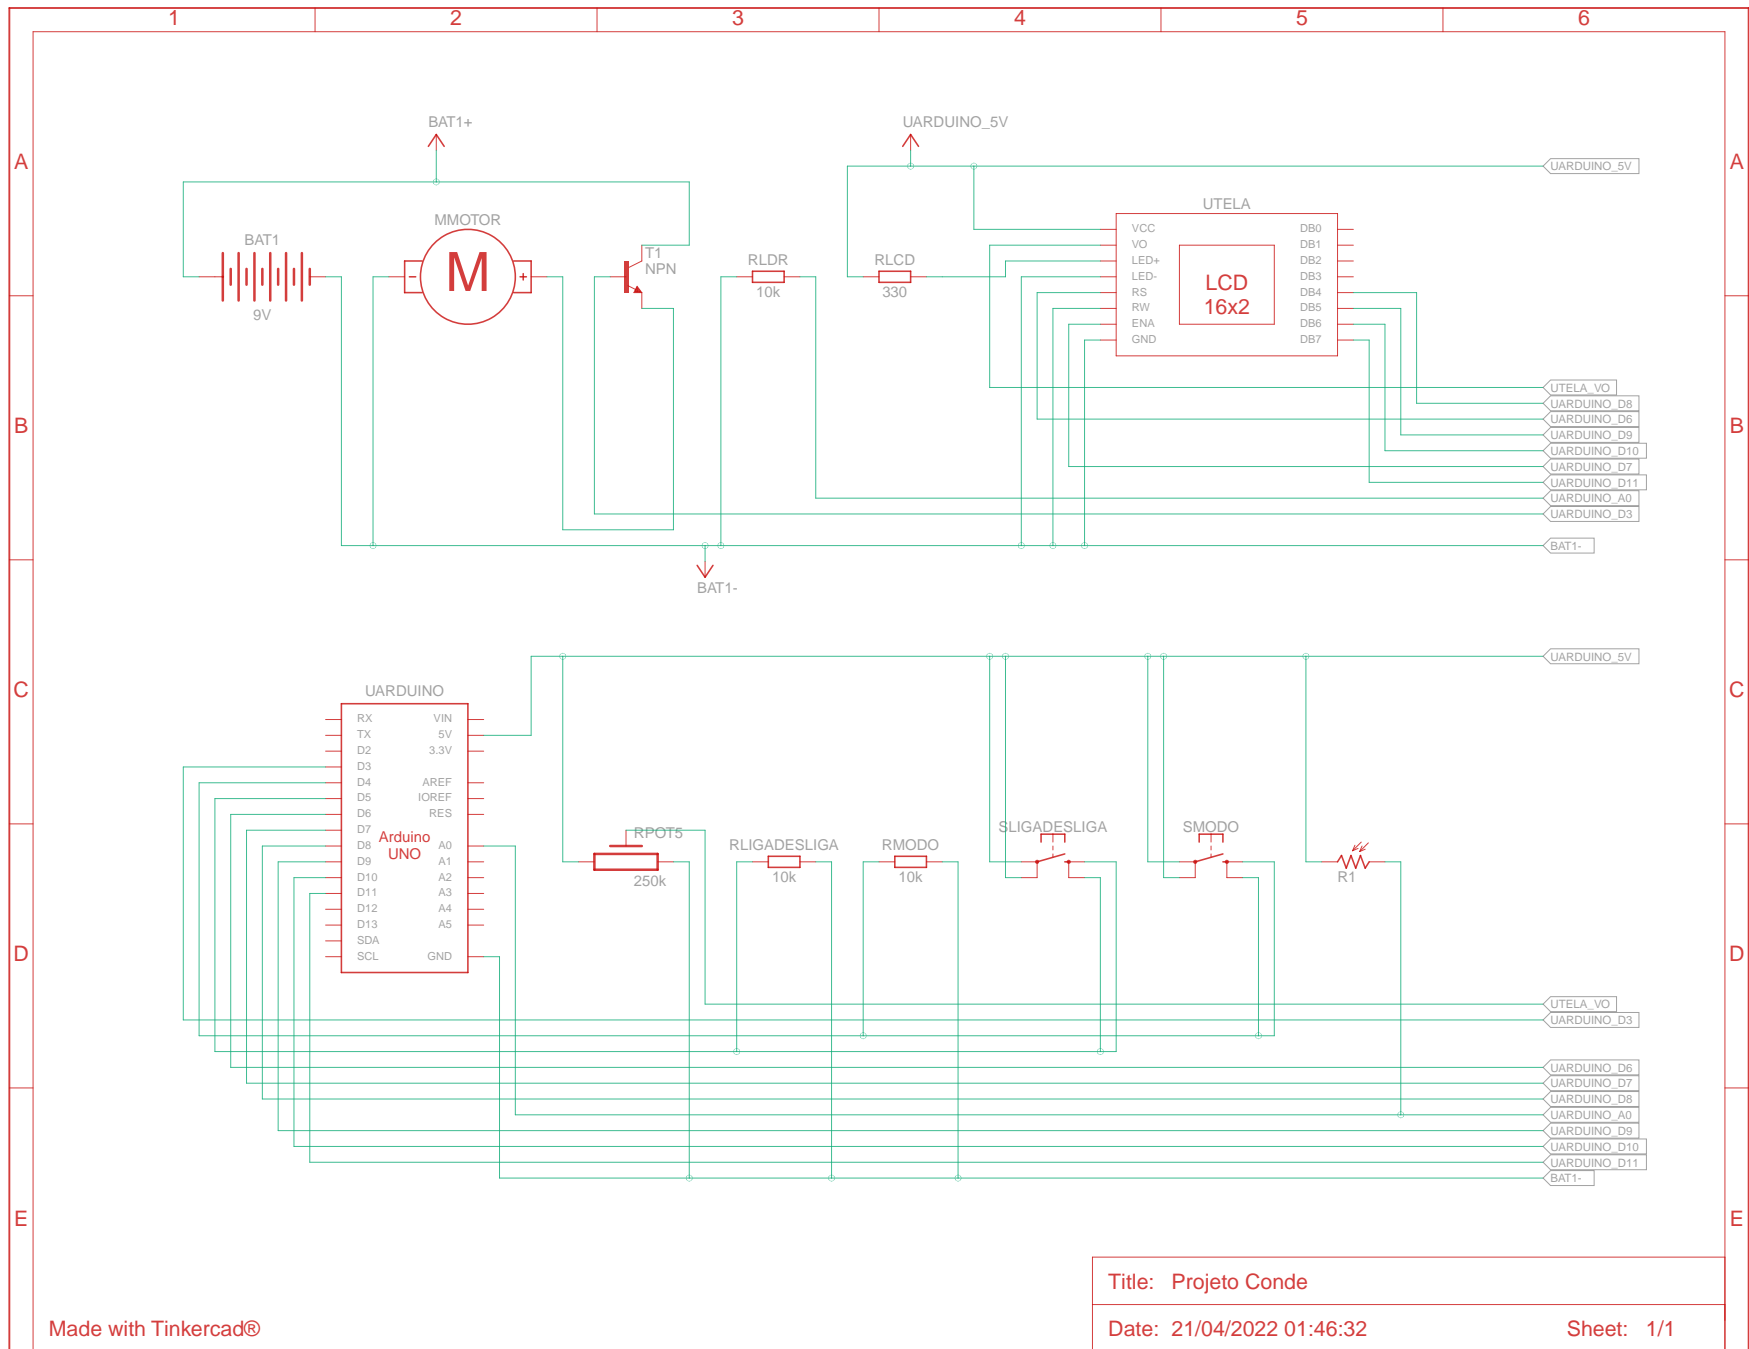 1 2 3 4 5 6
A A
BAT1+
UARDUINO_5V
UARDUINO_5V
BAT1
9V
MMOTOR
- M +
T1
NPN
RLDR
10k
RLCD
330
UTELA
VCC DB0
VO DB1
LED+ DB2
LED- DB3
RS DB4
RW DB5
ENA DB6
GND DB7
LCD
16x2
B B
UTELA_VO
UARDUINO_D8
UARDUINO_D6
UARDUINO_D9
UARDUINO_D10
UARDUINO_D7
UARDUINO_D11
UARDUINO_A0
UARDUINO_D3
BAT1-
BAT1-
C C
UARDUINO_5V
UARDUINO
RX VIN
TX 5V
D2 3.3V
D3
D4 AREF
D5 IOREF
D6 RES
D7
D8 A0
D9 A1
D10 A2
D11 A3
D12 A4
D13 A5
SDA
SCL GND
Arduino
UNO
RPOT5
250k
RLIGADESLIGA
10k
RMODO
10k
SLIGADESLIGA
SMODO
R1
D D
UTELA_VO
UARDUINO_D3
UARDUINO_D6
UARDUINO_D7
UARDUINO_D8
UARDUINO_A0
UARDUINO_D9
UARDUINO_D10
UARDUINO_D11
BAT1-
E E
Title: Projeto Conde
Made with Tinkercad®
Date: 21/04/2022 01:46:32 Sheet: 1/1